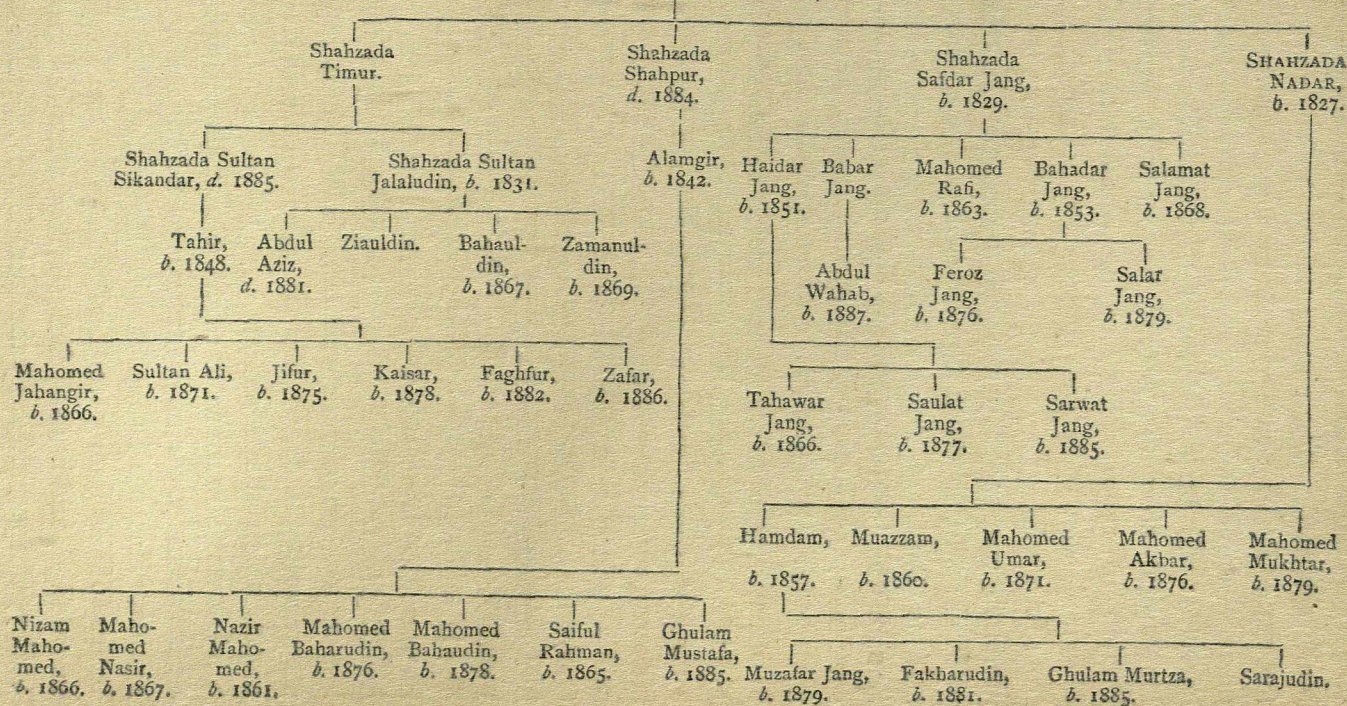 Shahzada
Timur.
Shahzada
Shahpur,
d. 1884.
Shahzada
Safdar Jang,
b. 1829.
SHAHZADA
NADAR,
b. 1827.
Shahzada Sultan
Sikandar, d. 1885.
Shahzada Sultan
Jalaludin, b. 1831.
Alamgir,
b. 1842.
Haidar
Jang,
b. 1851.
Babar
Jang.
Mahomed
Rafi,
b. 1863.
Bahadar
Jang,
b. 1853.
Salamat
Jang,
b. 1868.
Tahir,
b. 1848.
Abdul
Aziz,
d. 1881.
Ziauldin.
Bahaul-
din,
b. 1867.
Zamanul-
din,
b. 1869.
Abdul
Wahab,
b. 1887.
Feroz
Jang,
b. 1876.
Salar
Jang,
b. 1879.
Mahomed
Jahangir,
b. 1866.
Sultan Ali,
b. 1871.
Jifur,
b. 1875.
Kaisar,
b. 1878.
Faghfur,
b. 1882.
Zafar,
b. 1886.
Tahawar
Jang,
b. 1866.
Saulat
Jang,
b. 1877.
Sarwat
Jang,
b. 1885.
Hamdam,
b. 1857.
Muazzam,
b. 1860.
Mahomed
Umar,
b. 1871.
Mahomed
Akbar,
b. 1876.
Mahomed
Mukhtar,
b. 1879.
Nizam
Maho-
med,
b. 1866.
Maho-
med
Nasir,
b. 1867.
Nazir
Maho-
med,
b. 1861.
Mahomed
Baharudin,
b. 1876.
Mahomed
Bahaudin,
b. 1878.
Saiful
Rahman,
b. 1865.
Ghulam
Mustafa,
b. 1885.
Muzafar Jang,
b. 1879.
Fakharudin,
b. 1881.
Ghulam Murtza,
b. 1885.
Sarajudin.